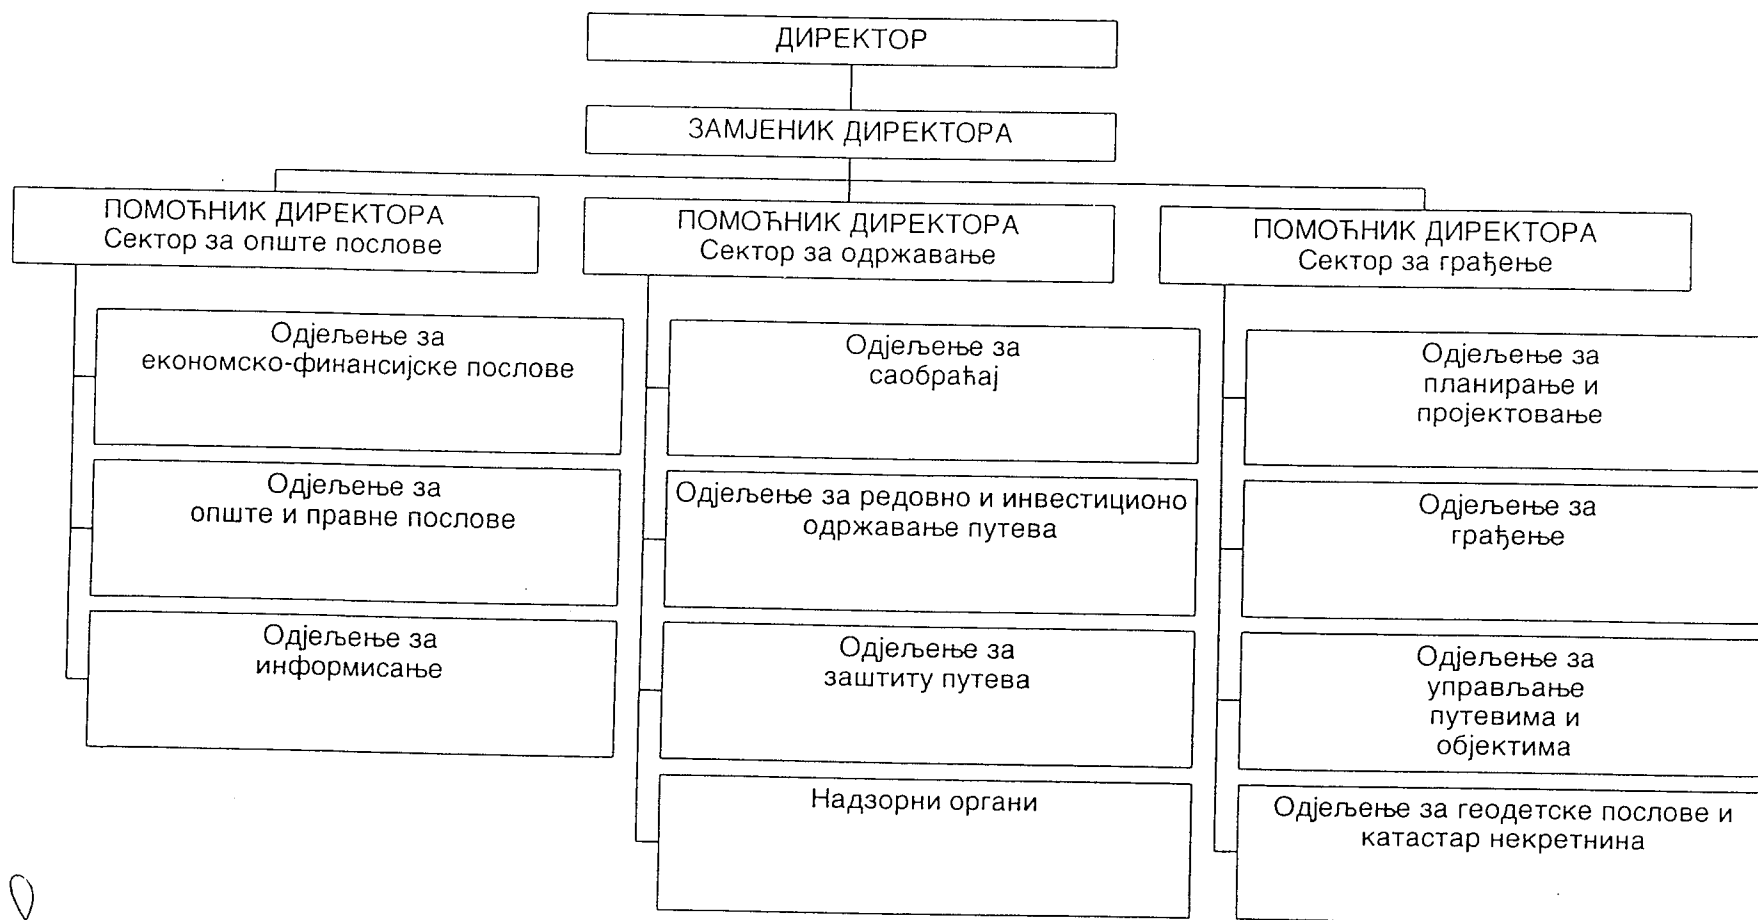 ДИРЕКТОР
ЗАМЈЕНИК ДИРЕКТОРА
ПОМОЋНИК ДИРЕКТОРА
Сектор за опште послове
ПОМОЋНИК ДИРЕКТОРА
Сектор за одржавање
ПОМОЋНИК ДИРЕКТОРА
Сектор за грађење
Одјељење за
економско-финансијске послове
Одјељење за
опште и правне послове
Одјељење за
информисање
Одјељење за
саобраћај
Одјељење за редовно и инвестиционо
одржавање путева
Одјељење за
заштиту путева
Надзорни органи
Одјељење за
планирање и
пројектовање
Одјељење за
грађење
Одјељење за
управљање
путевима и
објектима
Одјељење за геодетске послове и
катастар некретнина